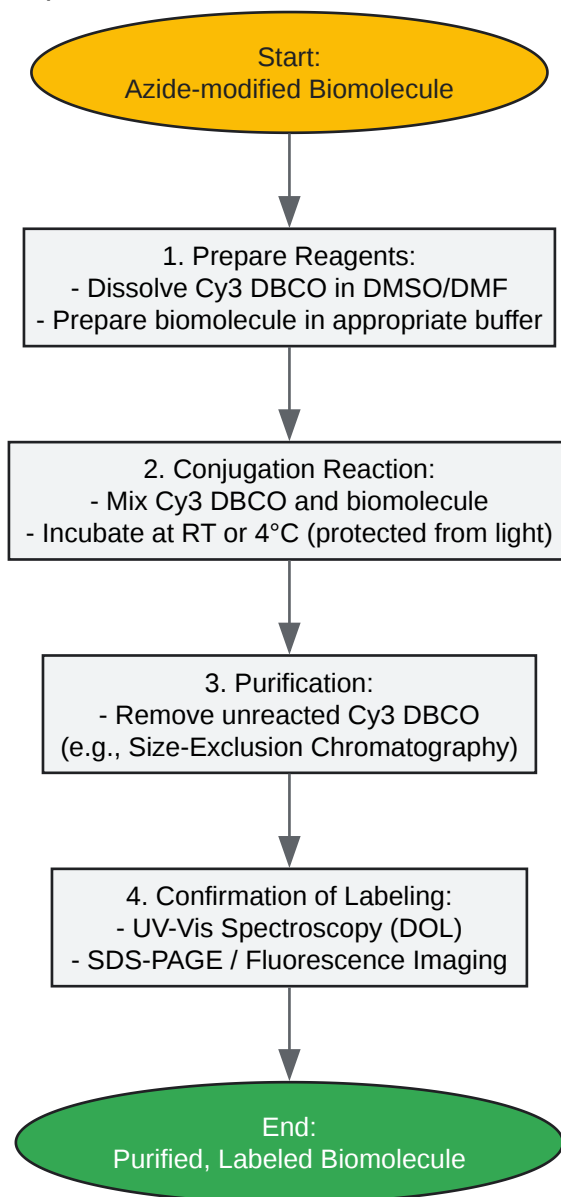 Start:
Azide-modified Biomolecule
1. Prepare Reagents:
- Dissolve Cy3 DBCO in DMSO/DMF
- Prepare biomolecule in appropriate buffer
2. Conjugation Reaction:
- Mix Cy3 DBCO and biomolecule
- Incubate at RT or 4°C (protected from light)
3. Purification:
- Remove unreacted Cy3 DBCO
(e.g., Size-Exclusion Chromatography)
4. Confirmation of Labeling:
- UV-Vis Spectroscopy (DOL)
- SDS-PAGE / Fluorescence Imaging
End:
Purified, Labeled Biomolecule